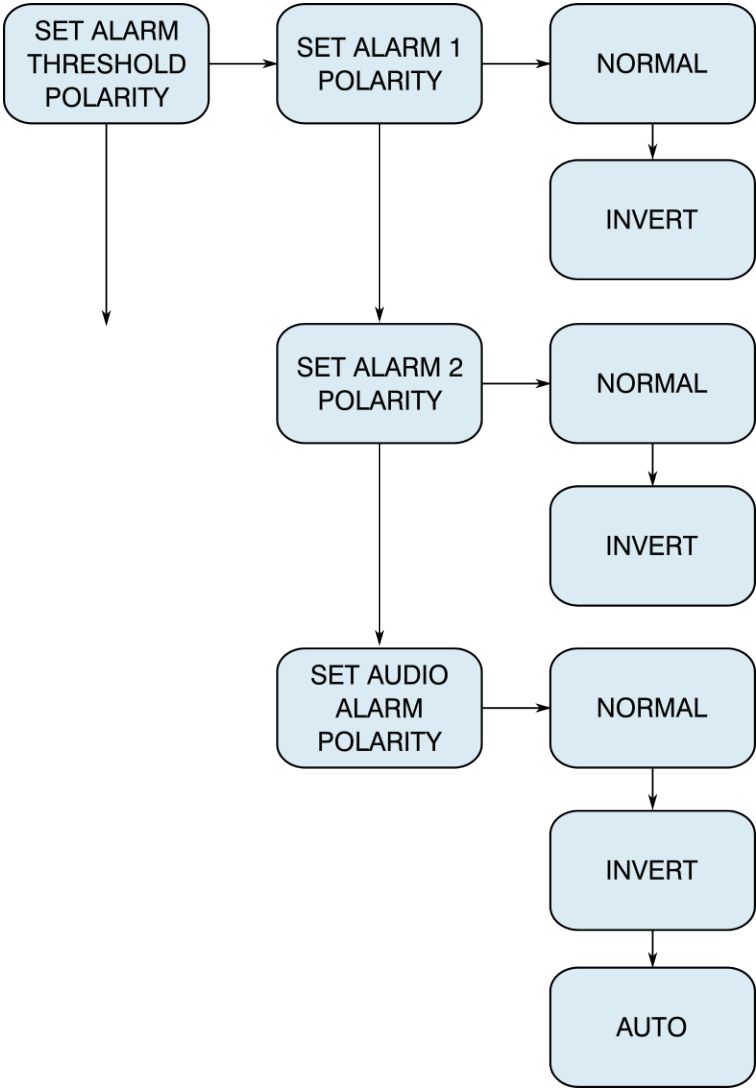 SET ALARM
THRESHOLD
POLARITY
SET ALARM 1
POLARITY
NORMAL
INVERT
SET ALARM 2
POLARITY
NORMAL
INVERT
SET AUDIO
ALARM
POLARITY
NORMAL
INVERT
AUTO